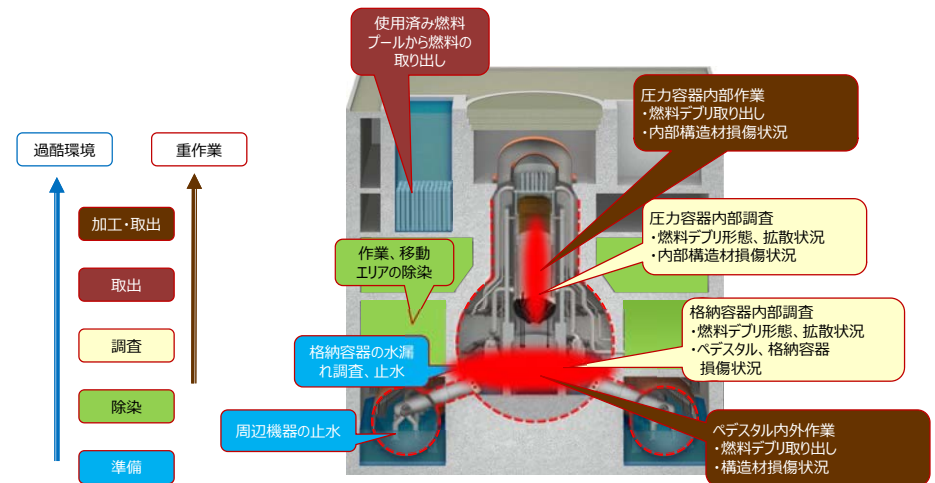 使用済み燃料
プールから燃料の
取り出し
圧力容器内部作業
・燃料デブリ取り出し
・内部構造材損傷状況
過酷環境
重作業
加工・取出
取出
調査
除染
準備
作業、移動
エリアの除染
圧力容器内部調査
・燃料デブリ形態、拡散状況
・内部構造材損傷状況
格納容器の水漏
れ調査、止水
格納容器内部調査
・燃料デブリ形態、拡散状況
・ペデスタル、格納容器
損傷状況
周辺機器の止水
ペデスタル内外作業
・燃料デブリ取り出し
・構造材損傷状況